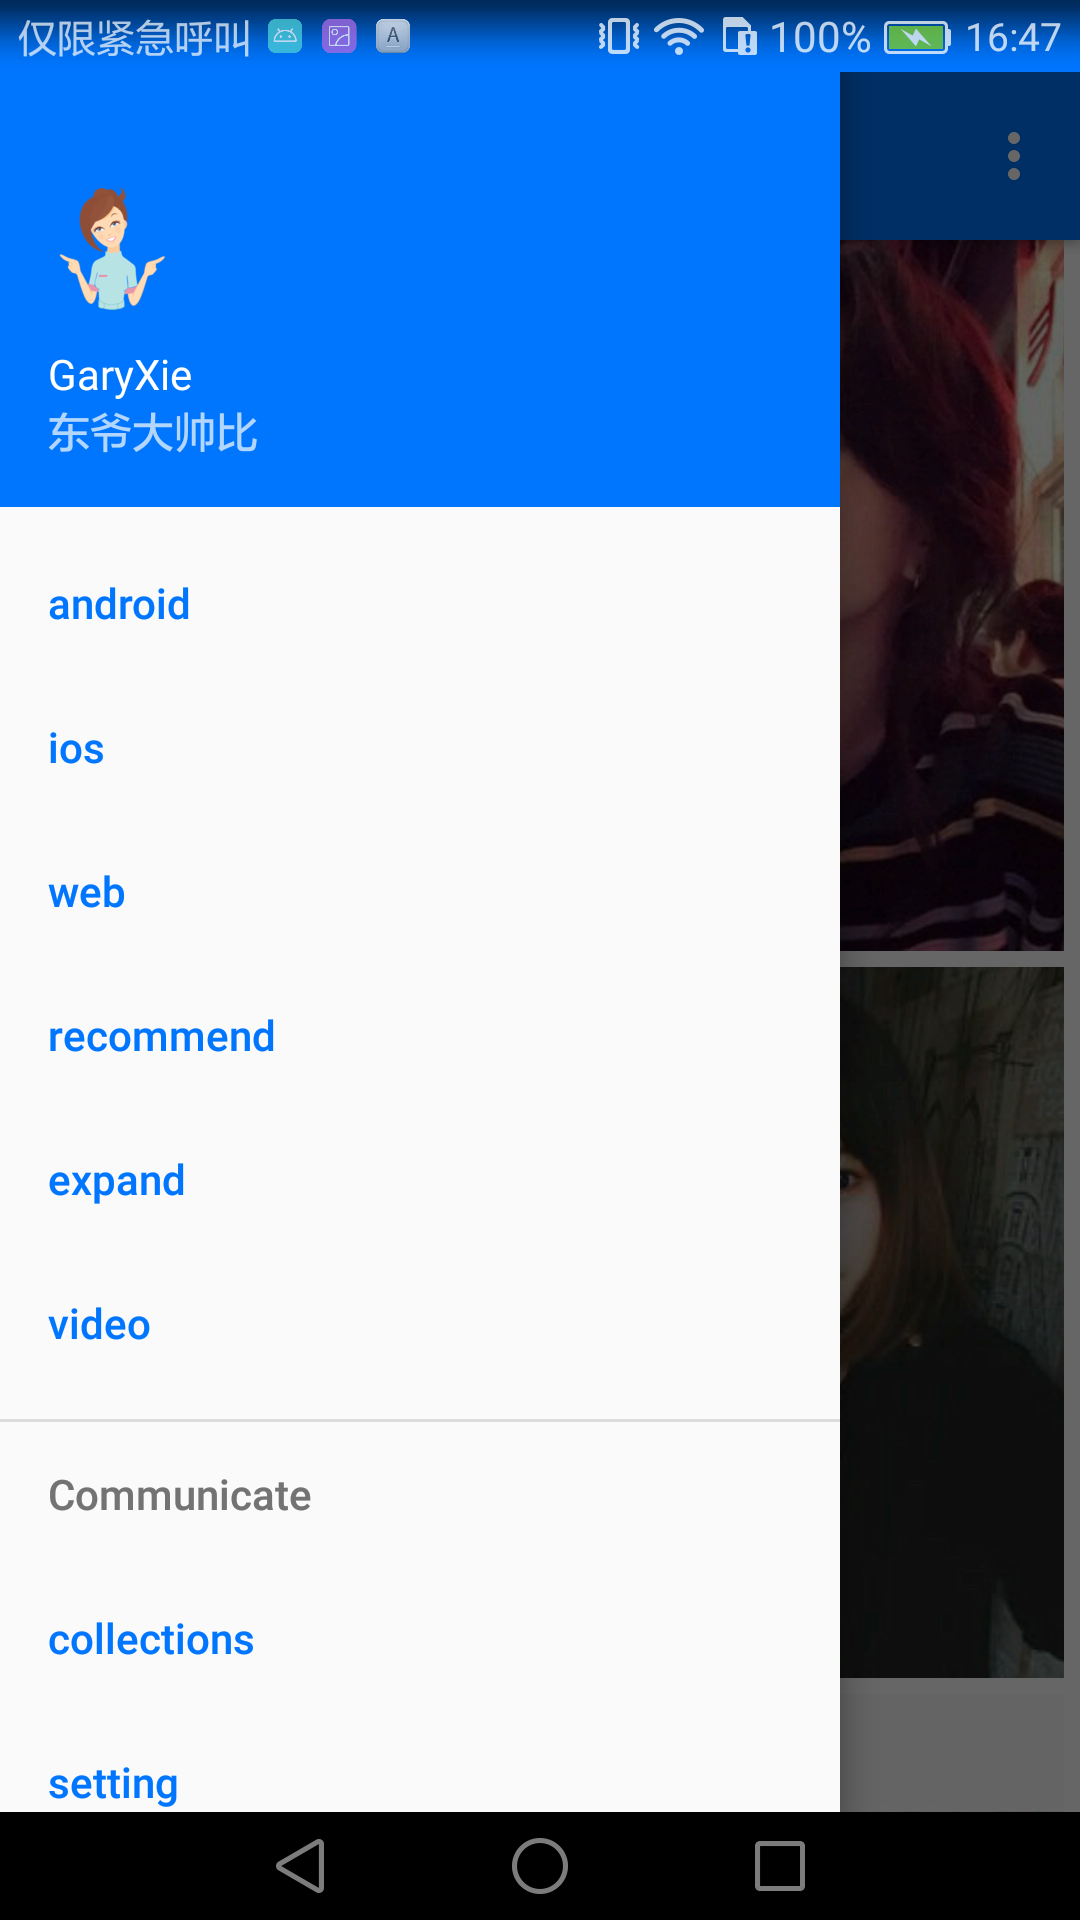 仅限紧急呼叫 A 100% 16:47
GaryXie
东爷大帅比
android
ios
web
recommend
expand
video
Communicate
collections
setting